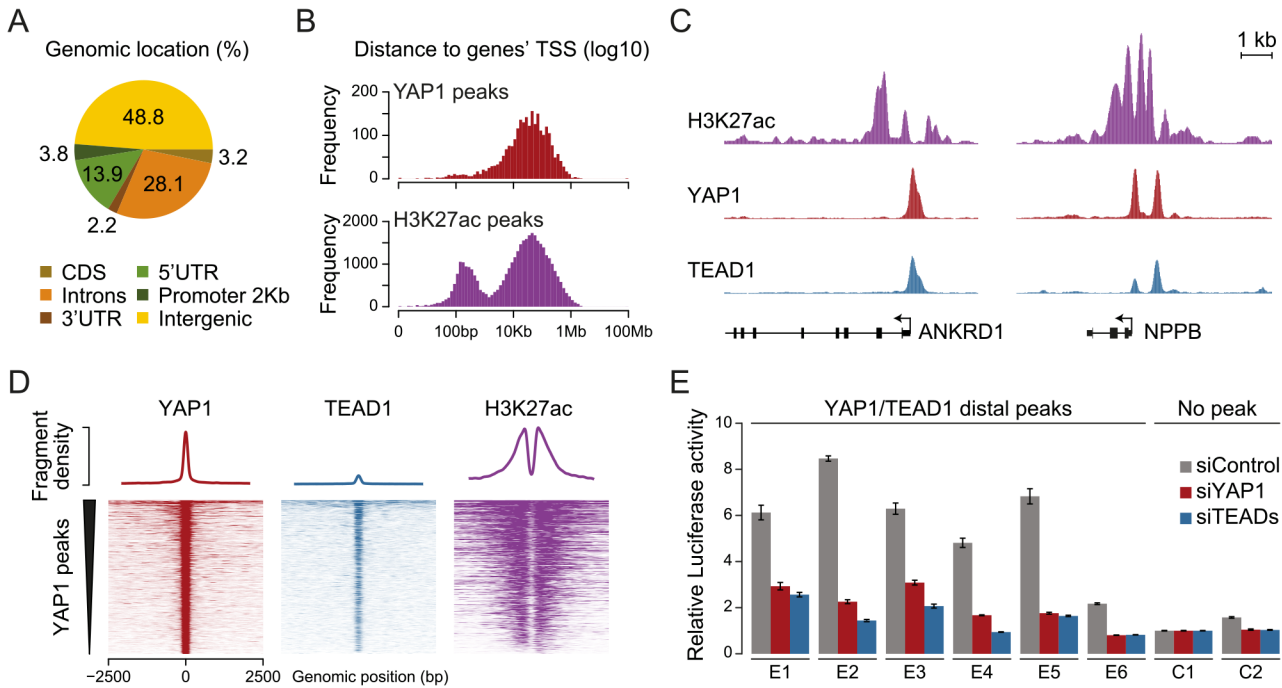 A
Genomic location (%)
48.8
3.8
3.2
13.9
28.1
2.2
CDS
5'UTR
Introns
Promoter 2Kb
3'UTR
Intergenic
B
Distance to genes' TSS (log10)
YAP1 peaks
Frequency
200
100
0
H3K27ac peaks
Frequency
2000
1000
0
0
100bp
10Kb
1Mb
100Mb
C
1 kb
H3K27ac
YAP1
TEAD1
ANKRD1
NPPB
D
YAP1
TEAD1
H3K27ac
Fragment
density
YAP1 peaks
−2500
0
2500
Genomic position (bp)
E
YAP1/TEAD1 distal peaks
No peak
Relative Luciferase activity
10
8
6
4
2
0
siControl
siYAP1
siTEADs
E1
E2
E3
E4
E5
E6
C1
C2